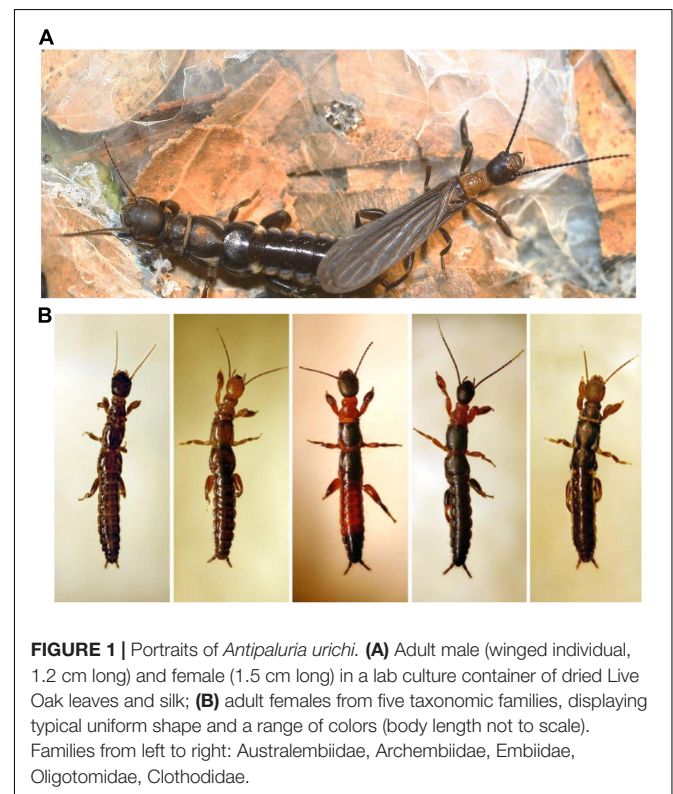 A
B
FIGURE 1 | Portraits of Antipaluria urichi. (A) Adult male (winged individual,
1.2 cm long) and female (1.5 cm long) in a lab culture container of dried Live
Oak leaves and silk; (B) adult females from five taxonomic families, displaying
typical uniform shape and a range of colors (body length not to scale).
Families from left to right: Australembiidae, Archembiidae, Embiidae,
Oligotomidae, Clothodidae.